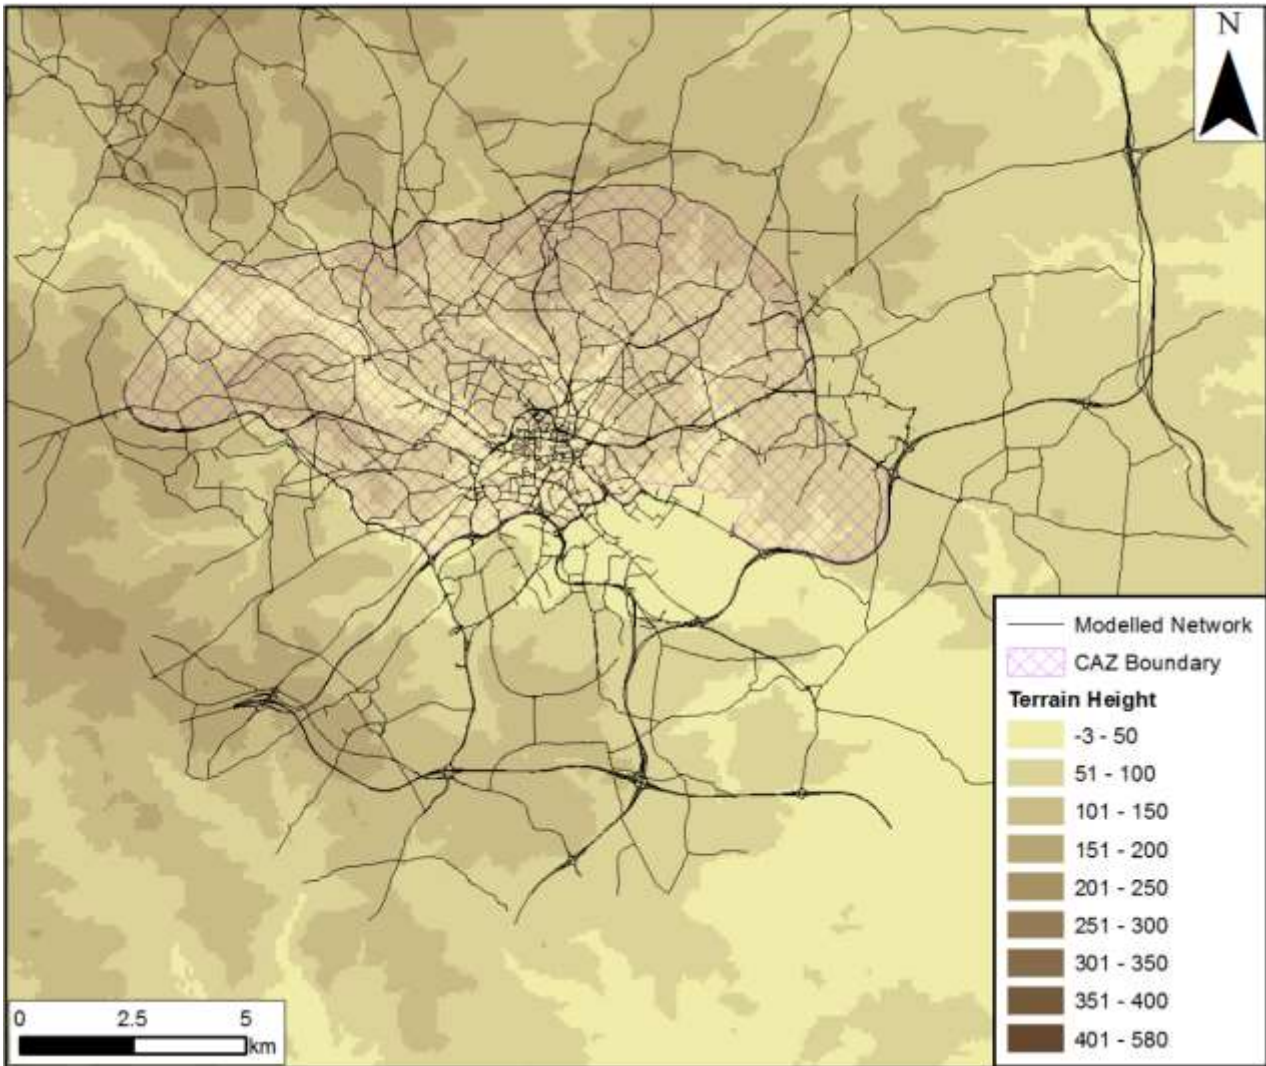 N
Modelled Network
CAZ Boundary
Terrain Height
-3 - 50
51 - 100
101 - 150
151 - 200
201 - 250
251 - 300
301 - 350
351 - 400
401 - 580
0 2.5 5
km